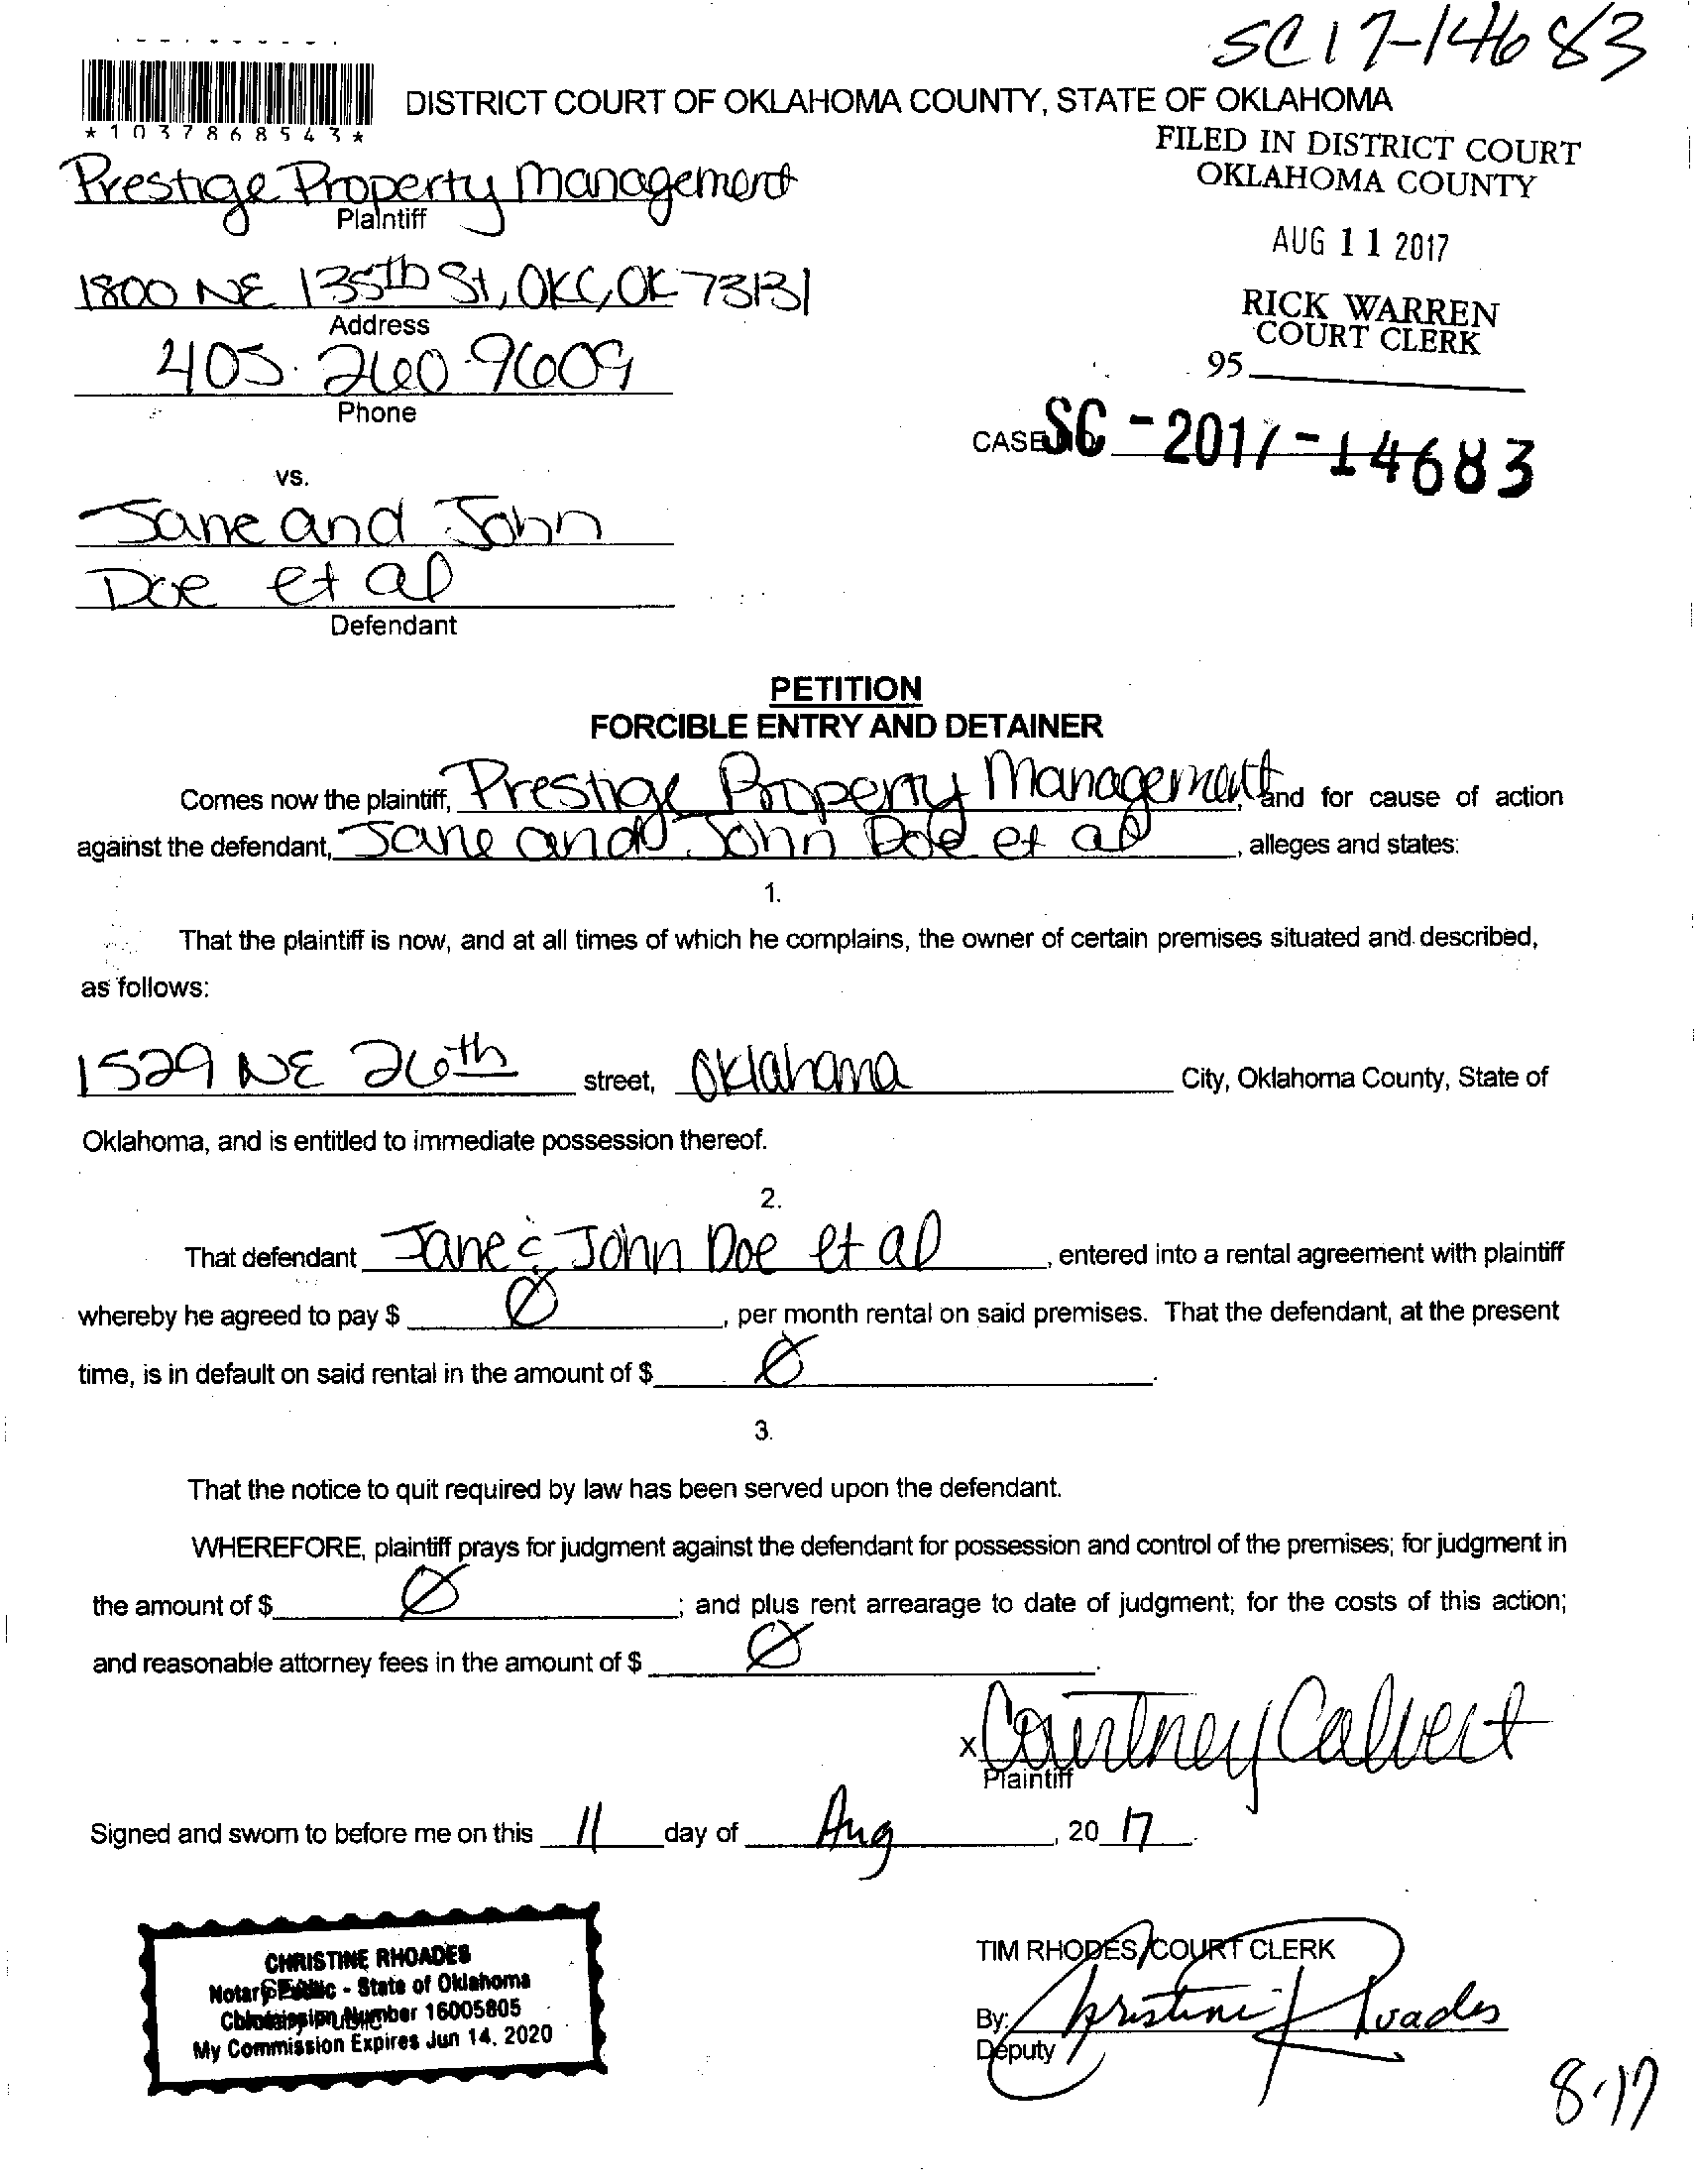 SC17-14683
*1037868543*
DISTRICT COURT OF OKLAHOMA COUNTY, STATE OF OKLAHOMA
FILED IN DISTRICT COURT
OKLAHOMA COUNTY
AUG 11 2017
RICK WARREN
COURT CLERK
95
Prestige Property Management
Plaintiff
1800 NE 135th St, OKC, OK 73131
Address
405.260.9609
Phone
CASE NO. SC-2017-14683
vs.
Jane and John
Doe et al
Defendant
PETITION
FORCIBLE ENTRY AND DETAINER
Comes now the plaintiff, Prestige Property Management, and for cause of action
against the defendant, Jane and John Doe et al, alleges and states:
1.
That the plaintiff is now, and at all times of which he complains, the owner of certain premises situated and described,
as follows:
1529 NE 26th street, Oklahoma City, Oklahoma County, State of
Oklahoma, and is entitled to immediate possession thereof.
2.
That defendant Jane & John Doe et al, entered into a rental agreement with plaintiff
whereby he agreed to pay $ Ø, per month rental on said premises. That the defendant, at the present
time, is in default on said rental in the amount of $ Ø.
3.
That the notice to quit required by law has been served upon the defendant.
WHEREFORE, plaintiff prays for judgment against the defendant for possession and control of the premises; for judgment in
the amount of $ Ø; and plus rent arrearage to date of judgment; for the costs of this action;
and reasonable attorney fees in the amount of $ Ø.
x Courtney Calvert
Plaintiff
Signed and sworn to before me on this 11 day of Aug, 2017.
CHRISTINE RHOADES
Notary Public - State of Oklahoma
Commission Number 16005805
My Commission Expires Jun 14, 2020
TIM RHODES, COURT CLERK
By: Christine Rhoades
Deputy
8-17